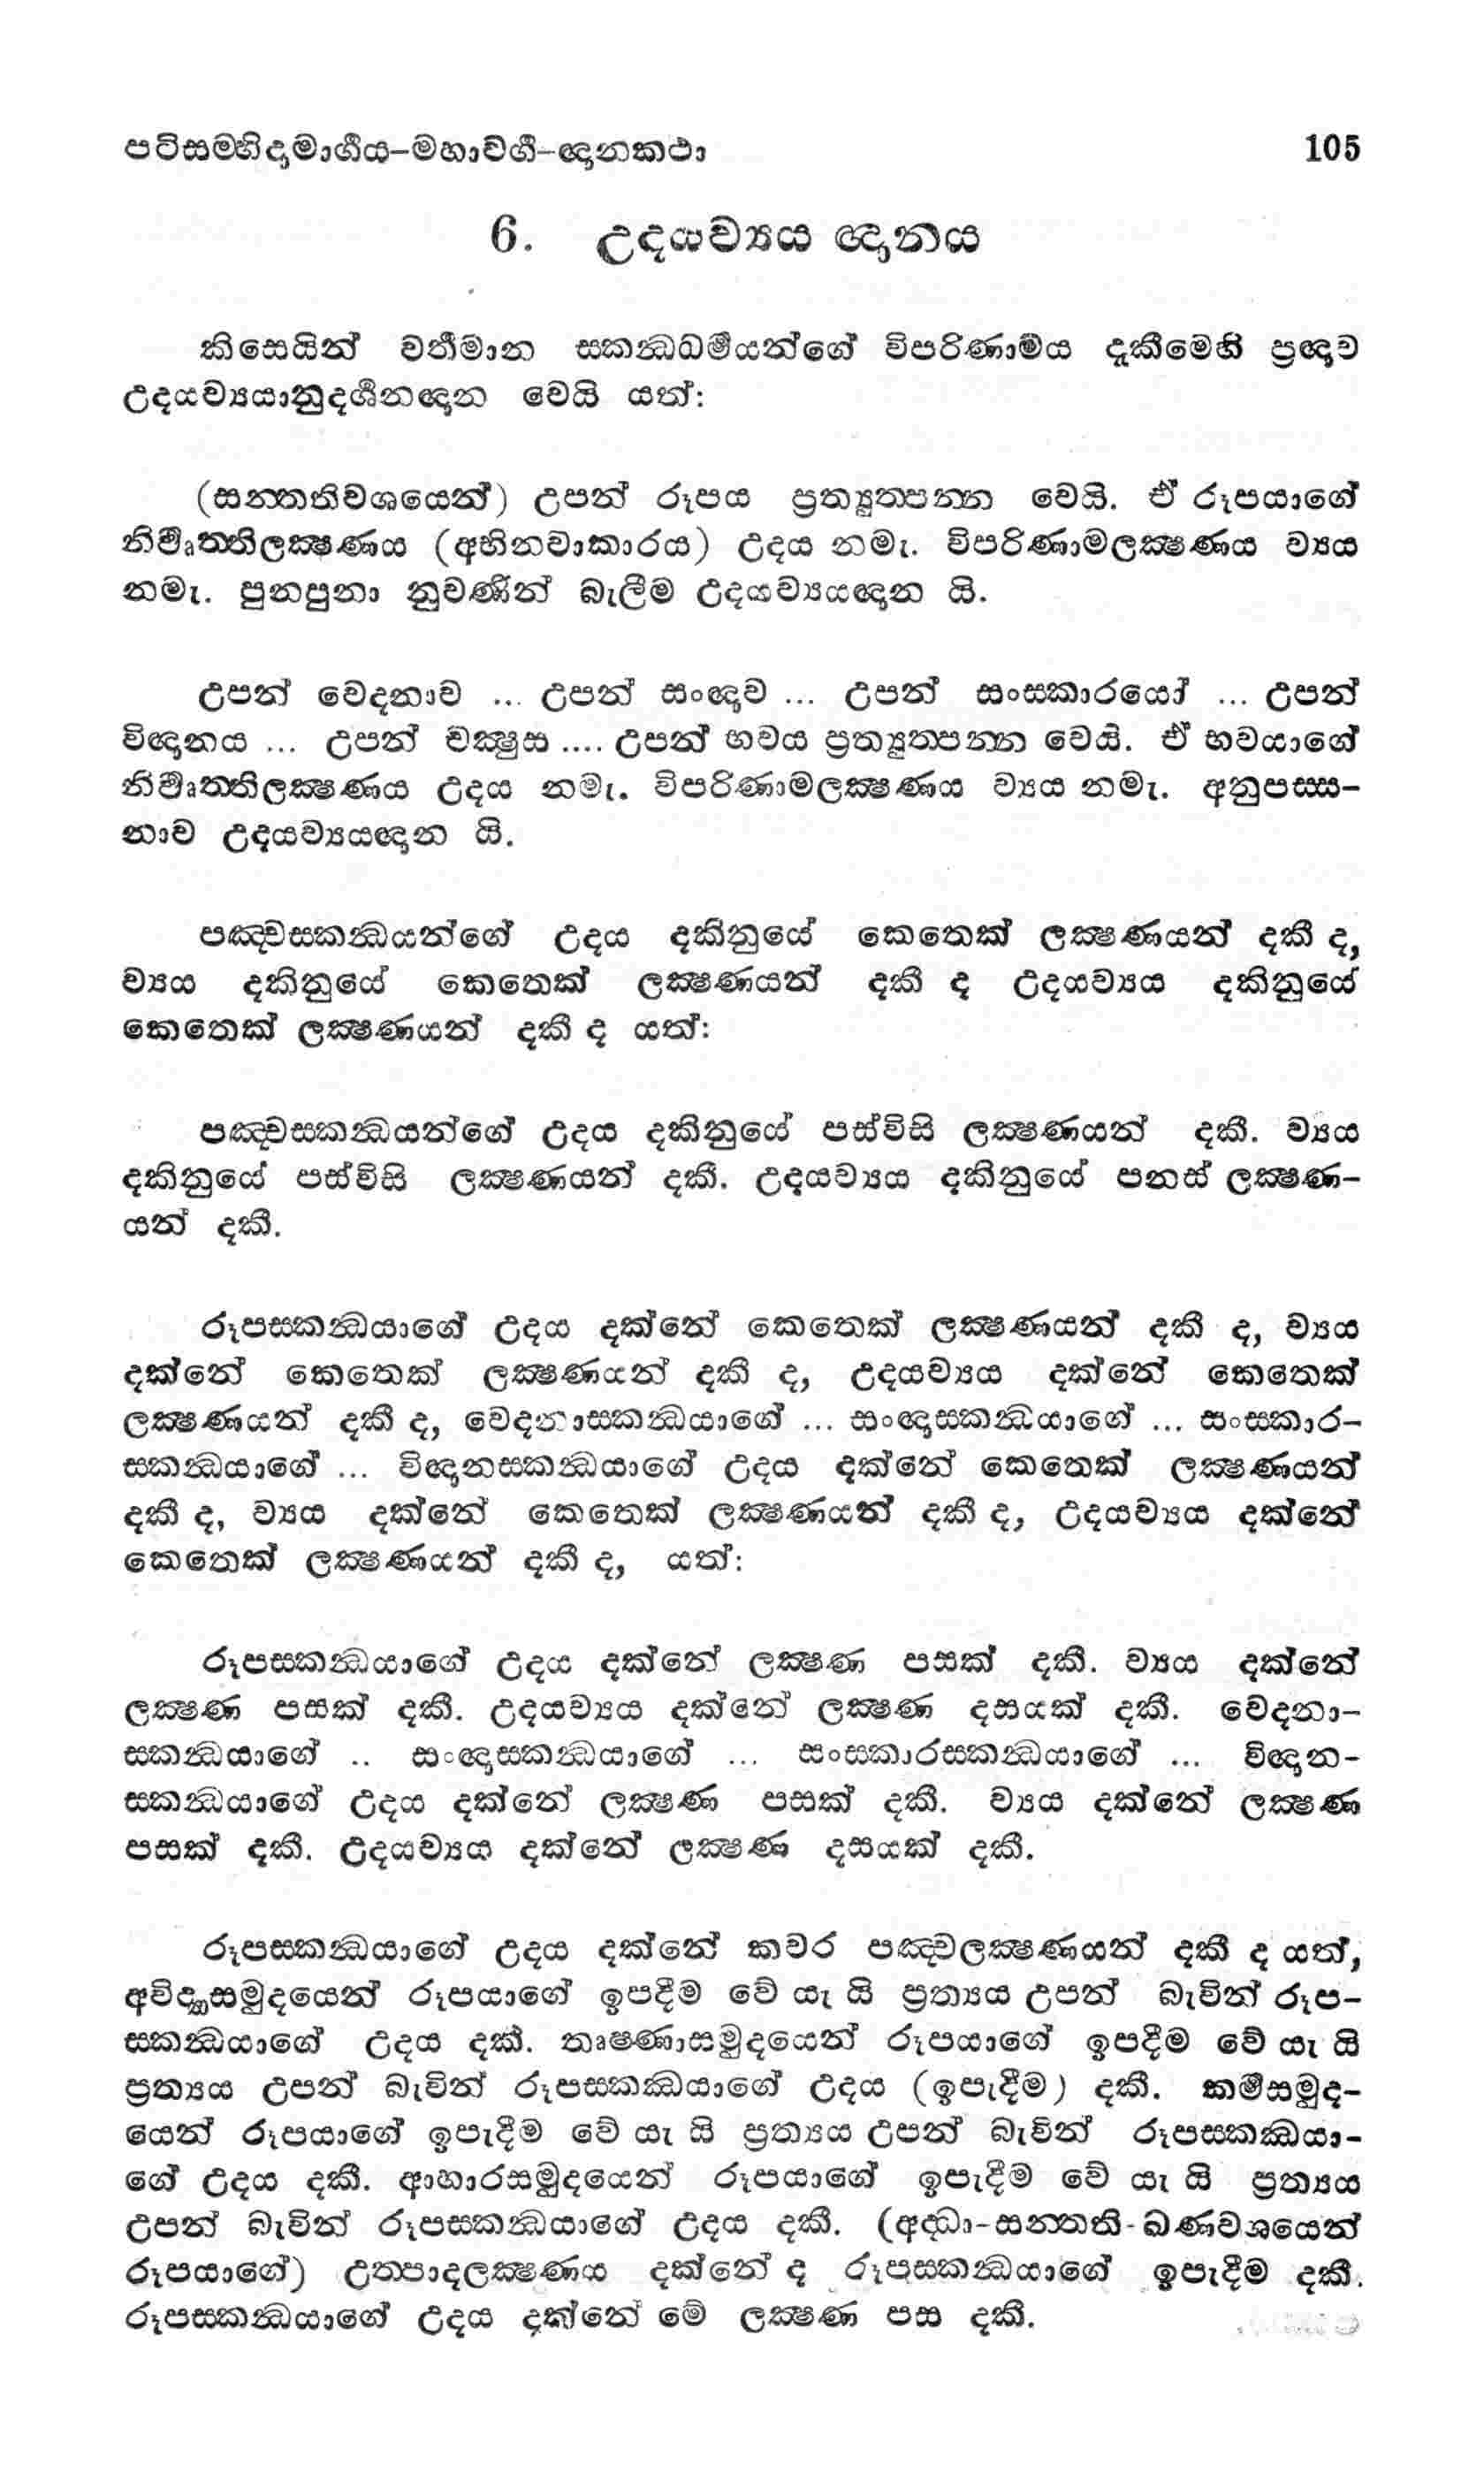 පටිසම්භිදාමාර්ගය–මහාවර්ග–ඥානකථා 105
6. උදයව්‍යය ඥානය
කිසෙයින් වර්තමාන ස්කන්ධධර්මයන්ගේ විපරිණාමය දැකීමෙහි ප්‍රඥාව
උදයව්‍යයානුදර්ශනඥාන වෙයි යත්:
(සන්තතිවශයෙන්) උපන් රූපය ප්‍රත්‍යුත්පන්න වෙයි. ඒ රූපයාගේ
නිර්වෘත්තිලක්‍ෂණය (අභිනවාකාරය) උදය නමැ. විපරිණාමලක්‍ෂණය ව්‍යය
නමැ. පුනපුනා නුවණින් බැලීම උදයව්‍යයඥාන යි.
උපන් වේදනාව ... උපන් සංඥාව ... උපන් සංස්කාරයෝ ... උපන්
විඥානය ... උපන් චක්‍ෂුස .... උපන් භවය ප්‍රත්‍යුත්පන්න වෙයි. ඒ භවයාගේ
නිර්වෘත්තිලක්‍ෂණය උදය නමැ. විපරිණාමලක්‍ෂණය ව්‍යය නමැ. අනුපස්ස–
නාව උදයව්‍යයඥාන යි.
පඤ්චස්කන්ධයන්ගේ උදය දකිනුයේ කෙතෙක් ලක්‍ෂණයන් දකී ද,
ව්‍යය දකිනුයේ කෙතෙක් ලක්‍ෂණයන් දකී ද උදයව්‍යය දකිනුයේ
කෙතෙක් ලක්‍ෂණයන් දකී ද යත්:
පඤ්චස්කන්ධයන්ගේ උදය දකිනුයේ පස්විසි ලක්‍ෂණයන් දකී. ව්‍යය
දකිනුයේ පස්විසි ලක්‍ෂණයන් දකී. උදයව්‍යය දකිනුයේ පනස් ලක්‍ෂණ–
යන් දකී.
රූපස්කන්ධයාගේ උදය දක්නේ කෙතෙක් ලක්‍ෂණයන් දකී ද, ව්‍යය
දක්නේ කෙතෙක් ලක්‍ෂණයන් දකී ද, උදයව්‍යය දක්නේ කෙතෙක්
ලක්‍ෂණයන් දකී ද, වේදනාස්කන්ධයාගේ ... සංඥාස්කන්ධයාගේ ... සංස්කාර–
ස්කන්ධයාගේ ... විඥානස්කන්ධයාගේ උදය දක්නේ කෙතෙක් ලක්‍ෂණයන්
දකී ද, ව්‍යය දක්නේ කෙතෙක් ලක්‍ෂණයන් දකී ද, උදයව්‍යය දක්නේ
කෙතෙක් ලක්‍ෂණයන් දකී ද, යත්:
රූපස්කන්ධයාගේ උදය දක්නේ ලක්‍ෂණ පසක් දකී. ව්‍යය දක්නේ
ලක්‍ෂණ පසක් දකී. උදයව්‍යය දක්නේ ලක්‍ෂණ දසයක් දකී. වේදනා–
ස්කන්ධයාගේ .. සංඥාස්කන්ධයාගේ ... සංස්කාරස්කන්ධයාගේ ... විඥාන–
ස්කන්ධයාගේ උදය දක්නේ ලක්‍ෂණ පසක් දකී. ව්‍යය දක්නේ ලක්‍ෂණ
පසක් දකී. උදයව්‍යය දක්නේ ලක්‍ෂණ දසයක් දකී.
රූපස්කන්ධයාගේ උදය දක්නේ කවර පඤ්චලක්‍ෂණයන් දකී ද යත්,
අවිද්‍යාසමුදයෙන් රූපයාගේ ඉපදීම වේ යැ යි ප්‍රත්‍යය උපන් බැවින් රූප–
ස්කන්ධයාගේ උදය දකී. තෘෂ්ණාසමුදයෙන් රූපයාගේ ඉපදීම වේ යැ යි
ප්‍රත්‍යය උපන් බැවින් රූපස්කන්ධයාගේ උදය (ඉපැදීම) දකී. කර්මසමුද–
යෙන් රූපයාගේ ඉපැදීම වේ යැ යි ප්‍රත්‍යය උපන් බැවින් රූපස්කන්ධයා–
ගේ උදය දකී. ආහාරසමුදයෙන් රූපයාගේ ඉපැදීම වේ යැ යි ප්‍රත්‍යය
උපන් බැවින් රූපස්කන්ධයාගේ උදය දකී. (අද්ධා-සන්තති-ඛණවශයෙන්
රූපයාගේ) උත්පාදලක්‍ෂණය දක්නේ ද රූපස්කන්ධයාගේ ඉපැදීම දකී.
රූපස්කන්ධයාගේ උදය දක්නේ මේ ලක්‍ෂණ පස දකී.